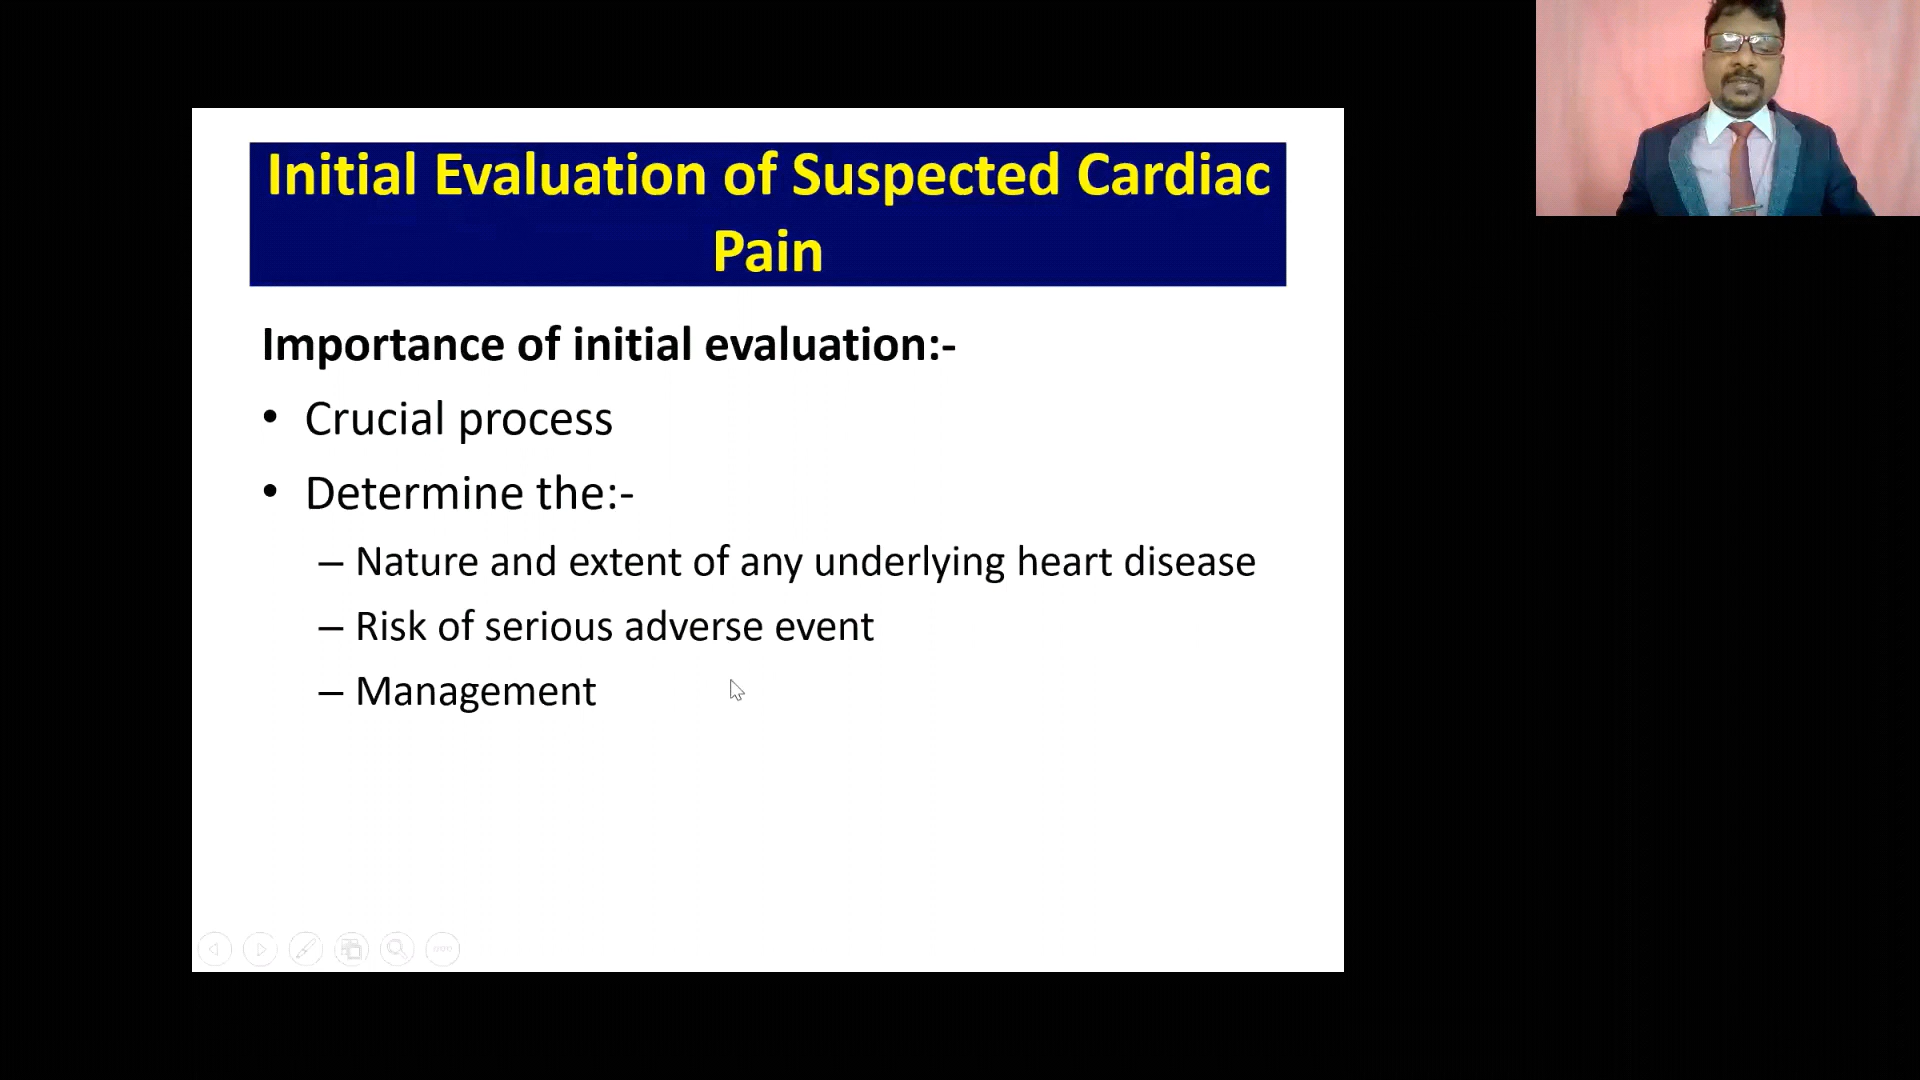 Initial Evaluation of Suspected Cardiac
Pain
Importance of initial evaluation:-
• Crucial process
• Determine the:-
– Nature and extent of any underlying heart disease
– Risk of serious adverse event
– Management